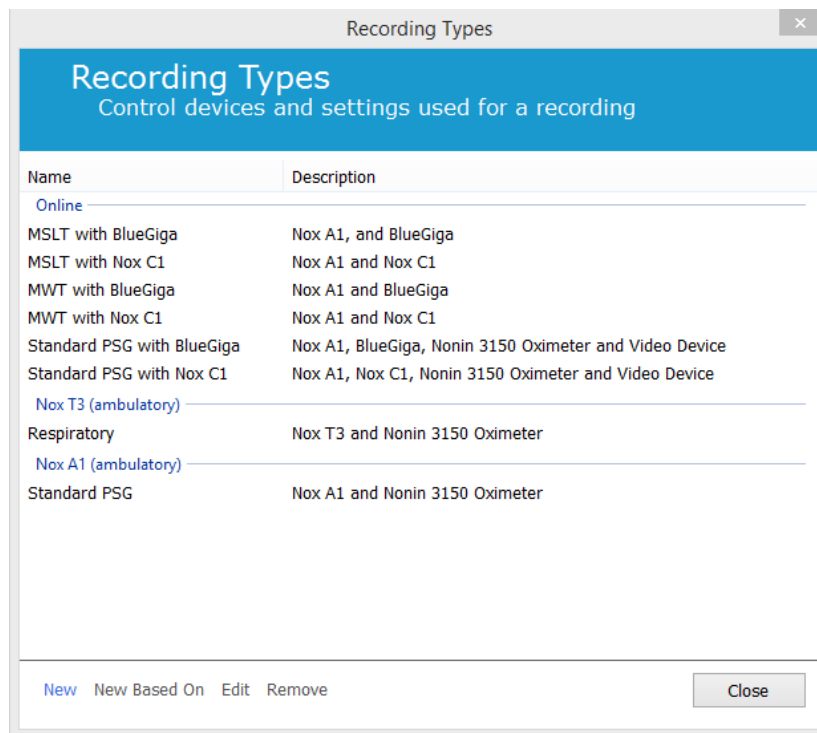 Recording Types
Recording Types
Control devices and settings used for a recording
Name Description
Online
MSLT with BlueGiga Nox A1, and BlueGiga
MSLT with Nox C1 Nox A1 and Nox C1
MWT with BlueGiga Nox A1 and BlueGiga
MWT with Nox C1 Nox A1 and Nox C1
Standard PSG with BlueGiga Nox A1, BlueGiga, Nonin 3150 Oximeter and Video Device
Standard PSG with Nox C1 Nox A1, Nox C1, Nonin 3150 Oximeter and Video Device
Nox T3 (ambulatory)
Respiratory Nox T3 and Nonin 3150 Oximeter
Nox A1 (ambulatory)
Standard PSG Nox A1 and Nonin 3150 Oximeter
New New Based On Edit Remove Close